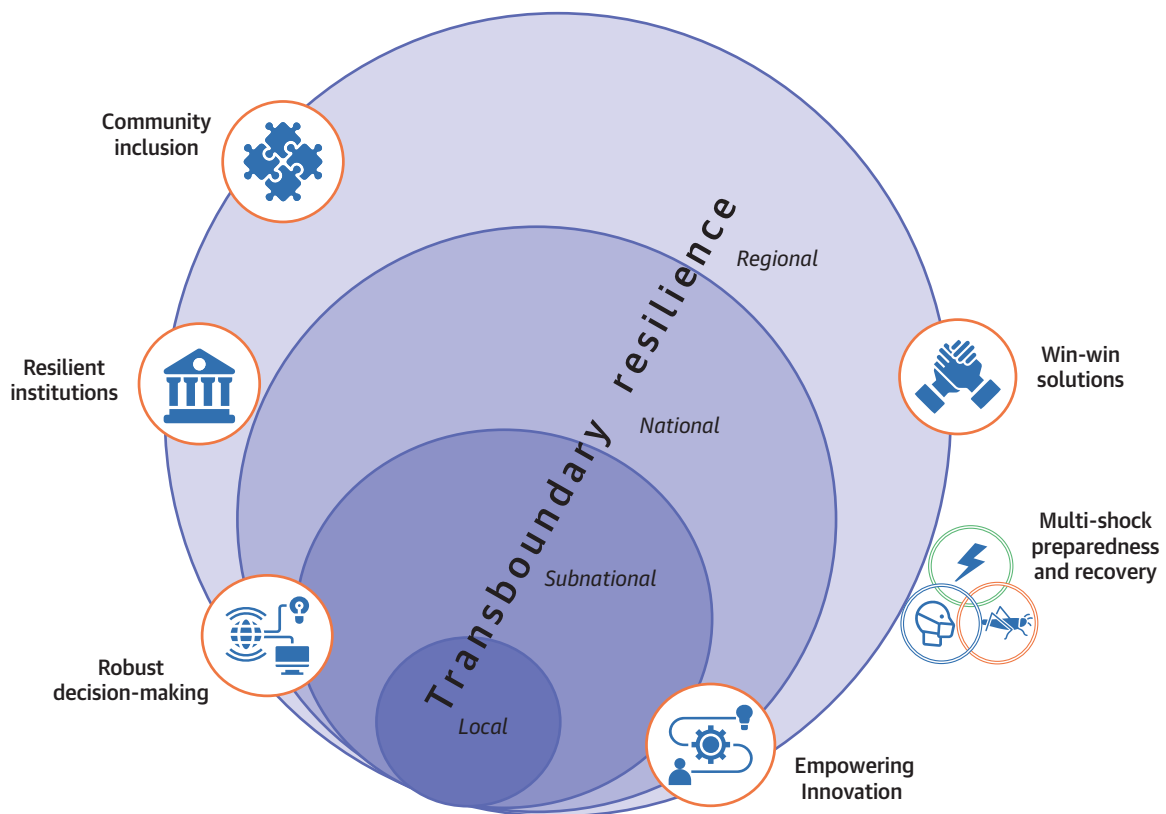 Community
inclusion
Transboundary resilience
Regional
Resilient
institutions
Win-win
solutions
National
Multi-shock
preparedness
and recovery
Subnational
Robust
decision-making
Local
Empowering
Innovation